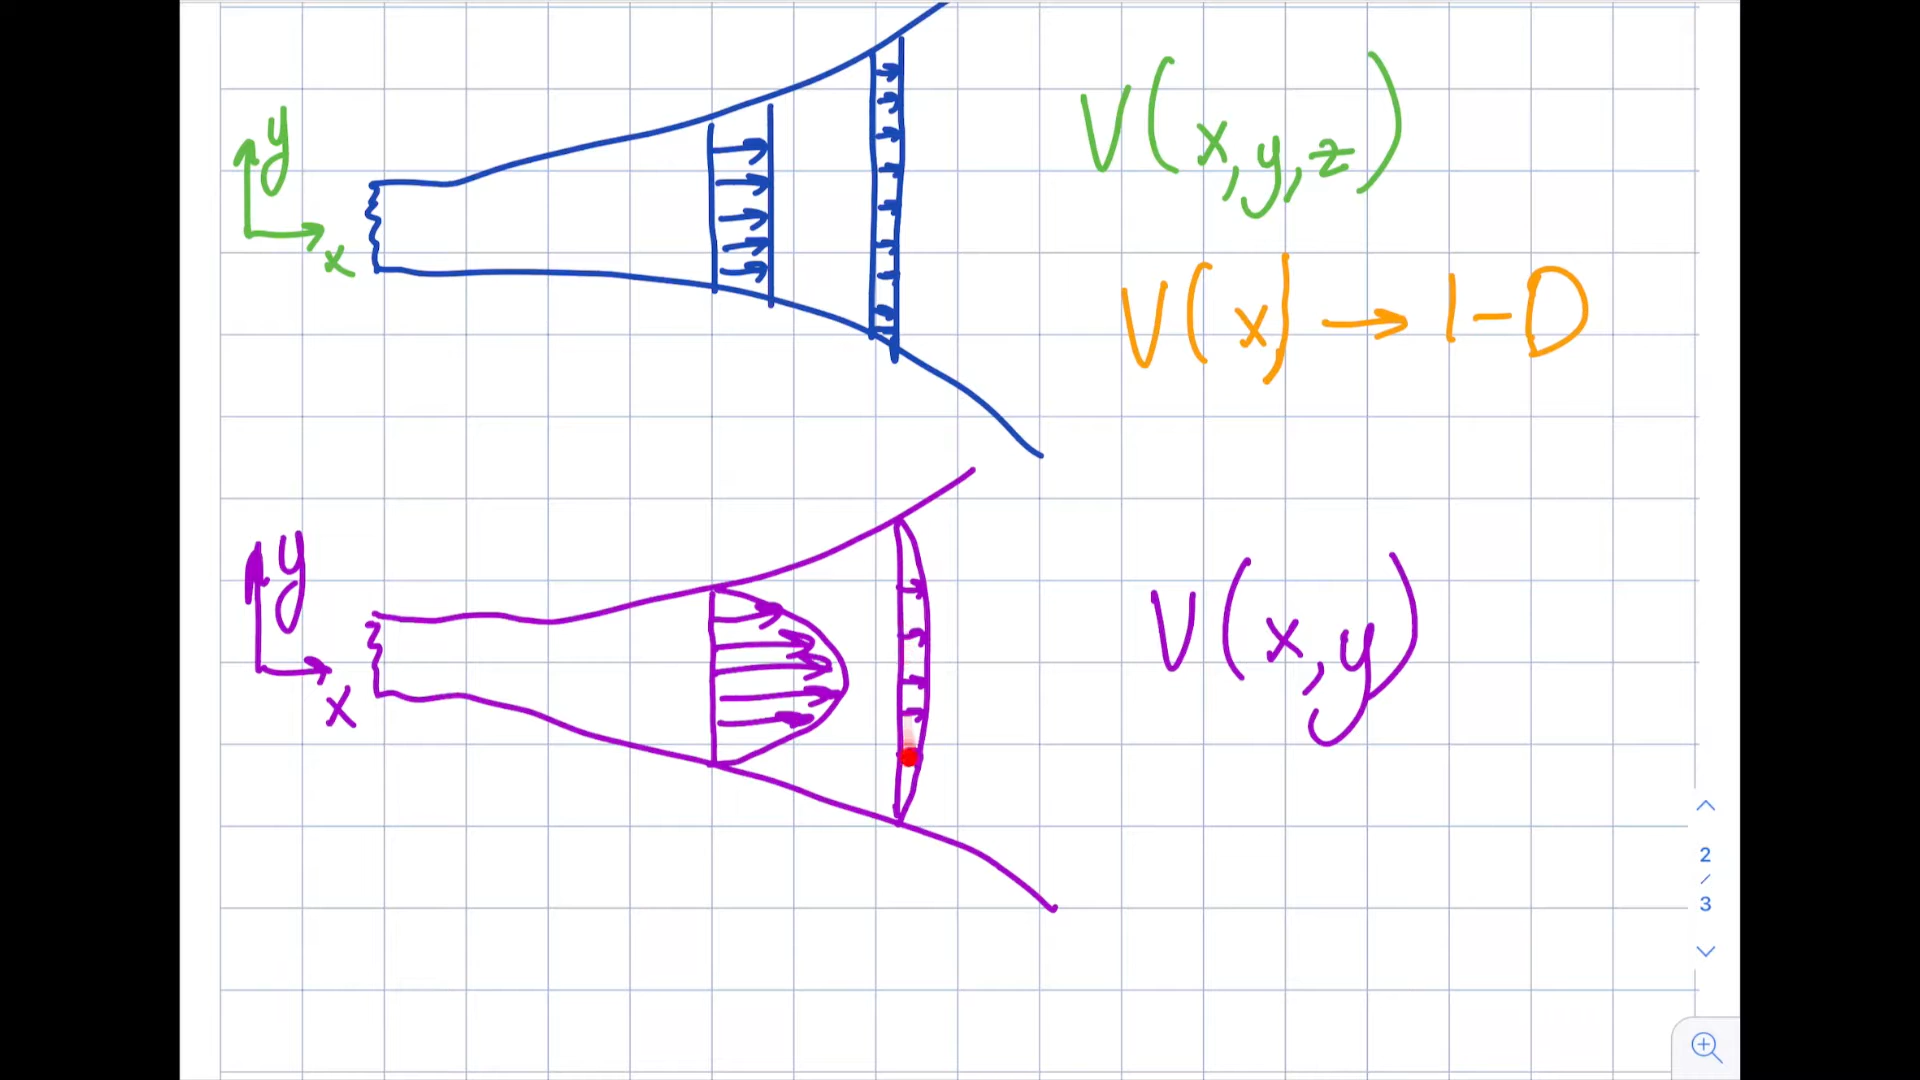 y
x
V(x,y,z)
V(x) → 1-D
y
x
V(x,y)
2
/
3